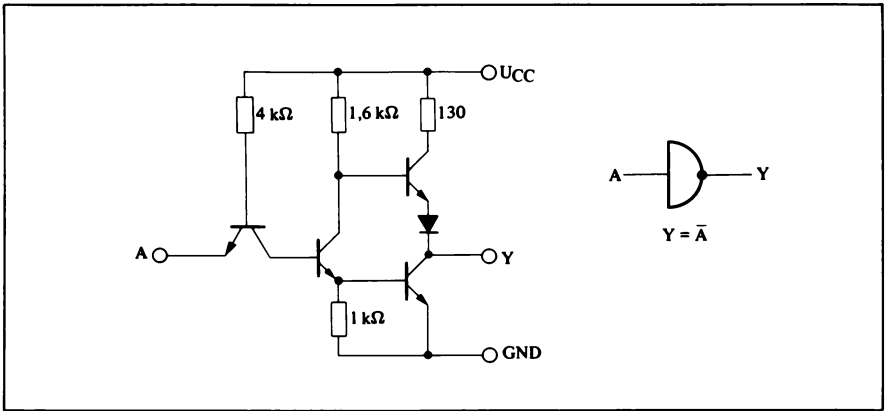 UCC
4 kΩ
1,6 kΩ
130
A
Y
1 kΩ
GND
A
Y
Y = A̅